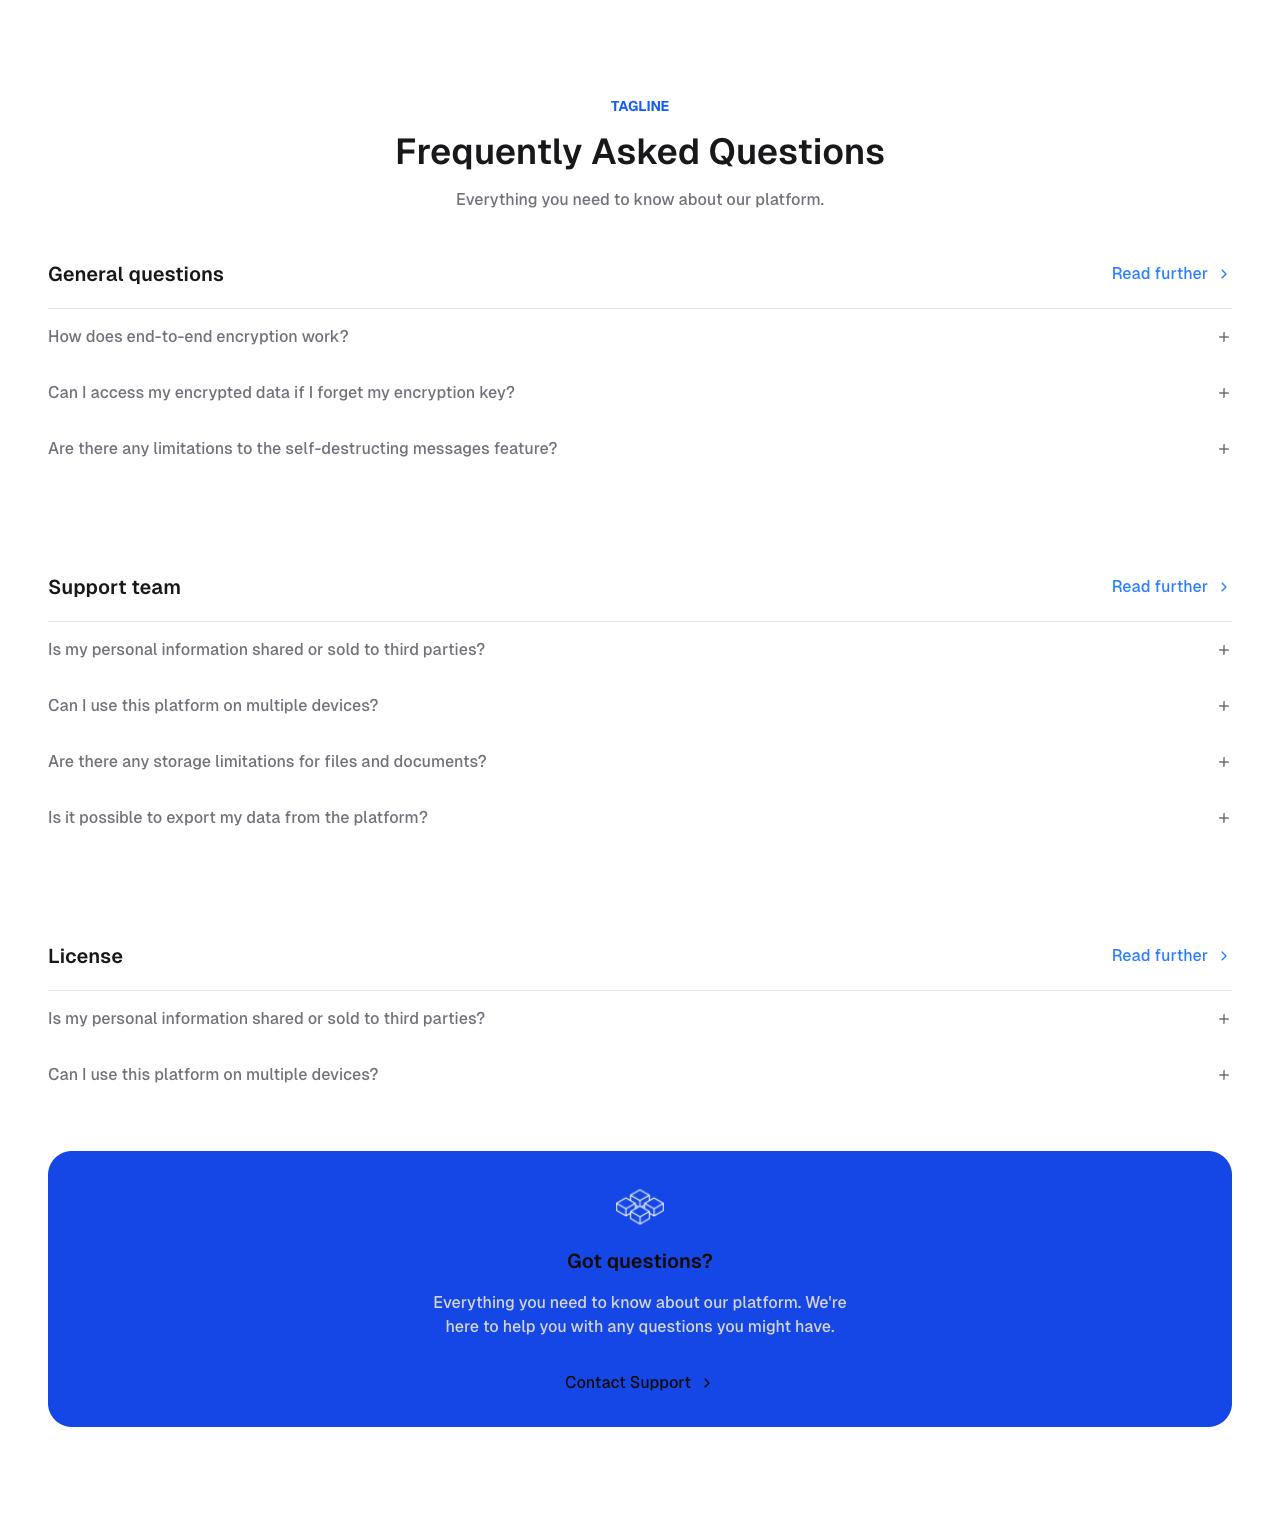 TAGLINE
Frequently Asked Questions
Everything you need to know about our platform.
General questions
Read further
How does end-to-end encryption work?
Can I access my encrypted data if I forget my encryption key?
Are there any limitations to the self-destructing messages feature?
Support team
Read further
Is my personal information shared or sold to third parties?
Can I use this platform on multiple devices?
Are there any storage limitations for files and documents?
Is it possible to export my data from the platform?
License
Read further
Is my personal information shared or sold to third parties?
Can I use this platform on multiple devices?
Got questions?
Everything you need to know about our platform. We're
here to help you with any questions you might have.
Contact Support